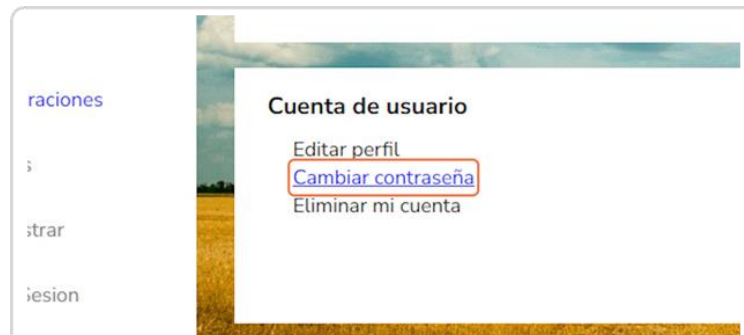 raciones
s
strar
Sesion
Cuenta de usuario
Editar perfil
Cambiar contraseña
Eliminar mi cuenta